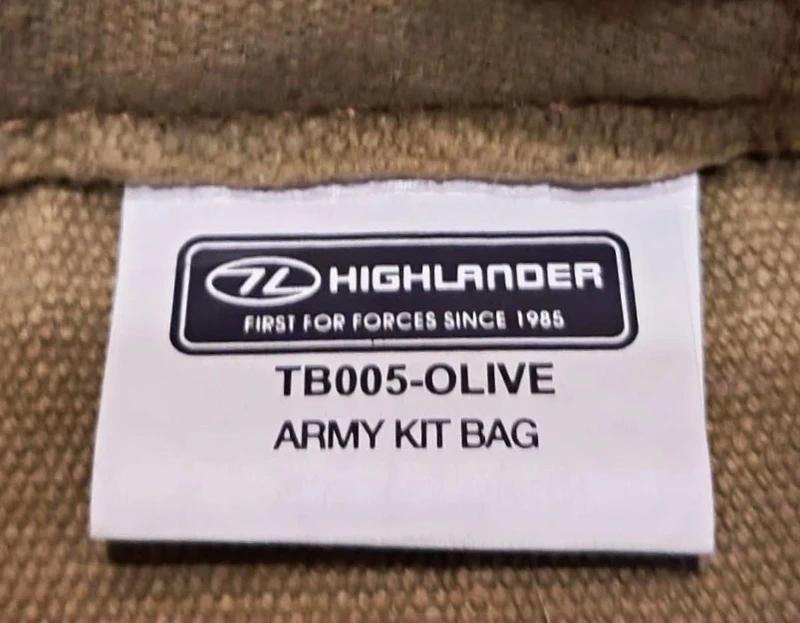 HIGHLANDER
FIRST FOR FORCES SINCE 1985
TB005-OLIVE
ARMY KIT BAG